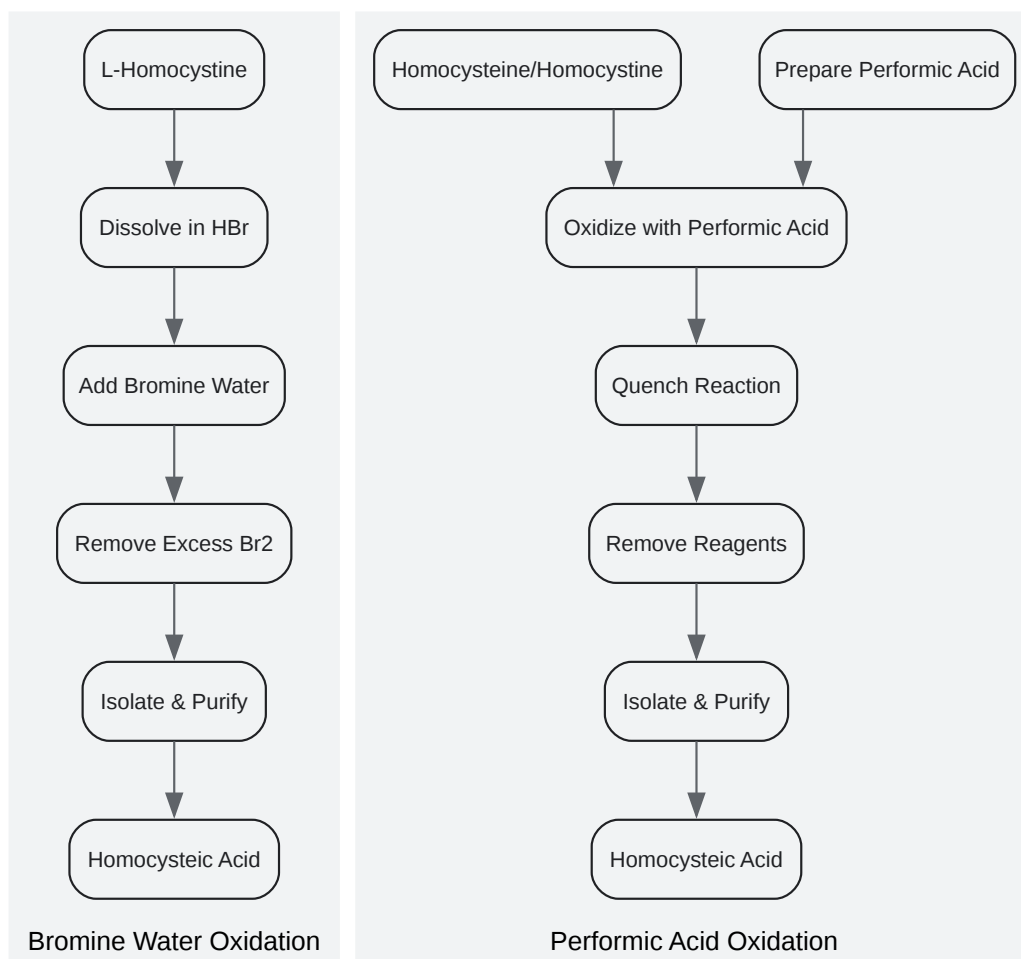 L-Homocystine
Dissolve in HBr
Add Bromine Water
Remove Excess Br2
Isolate & Purify
Homocysteic Acid
Bromine Water Oxidation
Homocysteine/Homocystine
Prepare Performic Acid
Oxidize with Performic Acid
Quench Reaction
Remove Reagents
Isolate & Purify
Homocysteic Acid
Performic Acid Oxidation